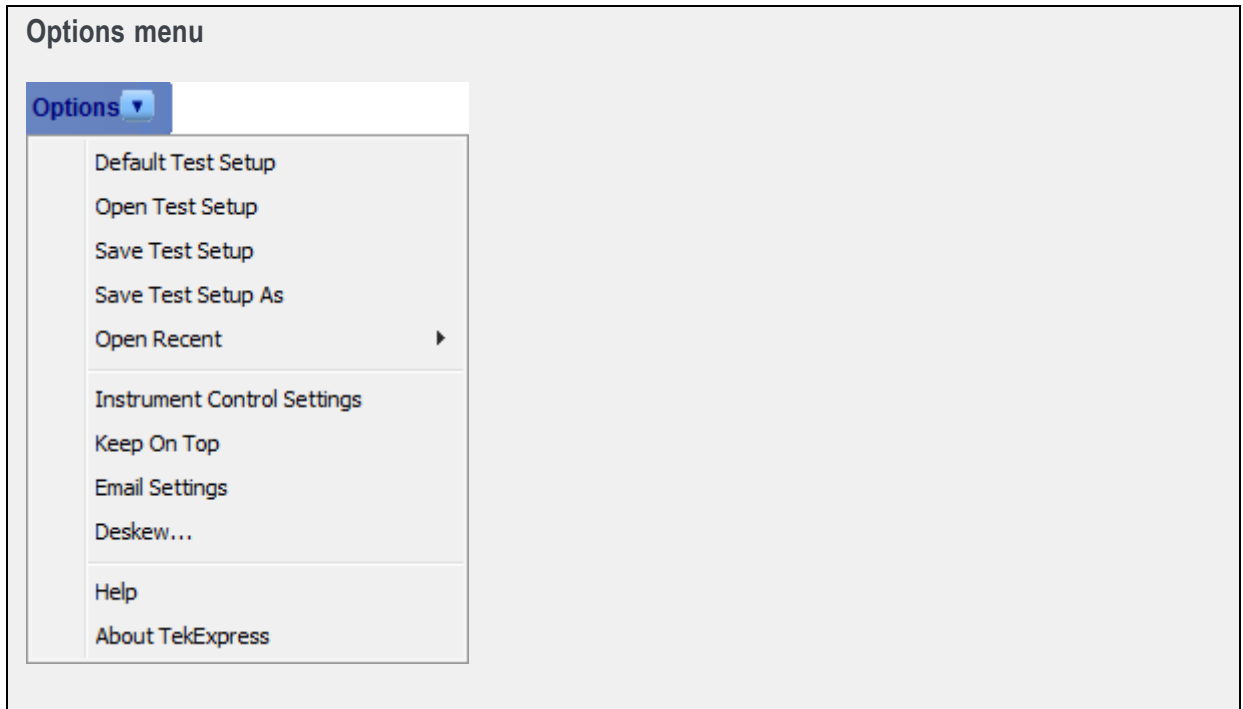 Options menu
Options
Default Test Setup
Open Test Setup
Save Test Setup
Save Test Setup As
Open Recent
Instrument Control Settings
Keep On Top
Email Settings
Deskew...
Help
About TekExpress